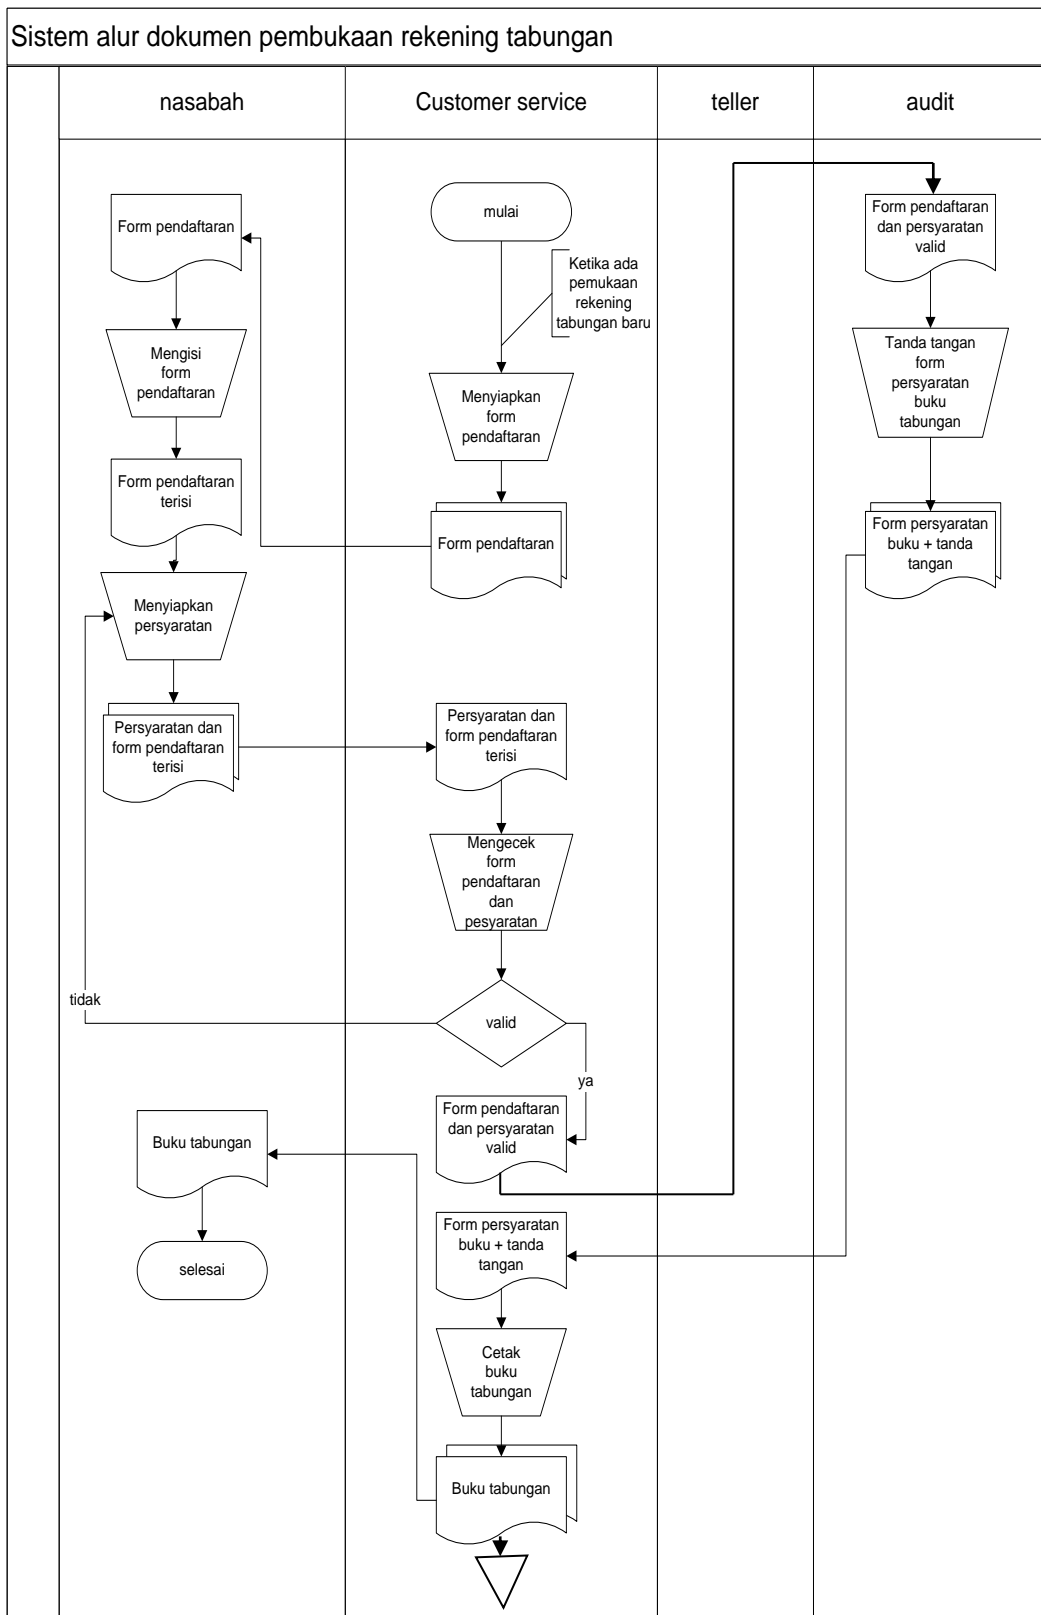 Sistem alur dokumen pembukaan rekening tabungan
nasabah
Customer service
teller
audit
Form pendaftaran
Mengisi
form
pendaftaran
Form pendaftaran
terisi
Menyiapkan
persyaratan
Persyaratan dan
form pendaftaran
terisi
tidak
Buku tabungan
selesai
mulai
Ketika ada
pemukaan
rekening
tabungan baru
Menyiapkan
form
pendaftaran
Form pendaftaran
Persyaratan dan
form pendaftaran
terisi
Mengecek
form
pendaftaran
dan
pesyaratan
valid
ya
Form pendaftaran
dan persyaratan
valid
Form persyaratan
buku + tanda
tangan
Cetak
buku
tabungan
Buku tabungan
Form pendaftaran
dan persyaratan
valid
Tanda tangan
form
persyaratan
buku
tabungan
Form persyaratan
buku + tanda
tangan